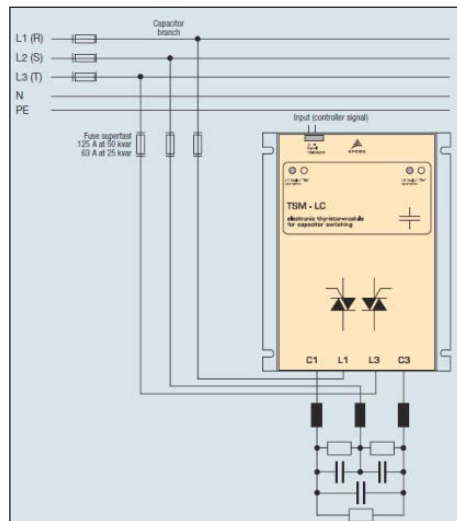 Capacitor
branch
L1 (R)
L2 (S)
L3 (T)
N
PE
Input (controller signal)
Fuse superfast
125 A at 50 kvar
63 A at 25 kvar
EPCOS
TSM - LC
electronic thyristor-module
for capacitor switching
C1 L1 L3 C3